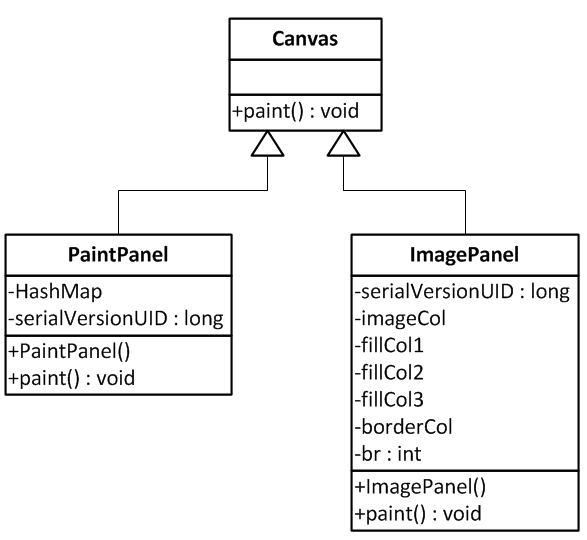 Canvas
+paint() : void
PaintPanel
-HashMap
-serialVersionUID : long
+PaintPanel()
+paint() : void
ImagePanel
-serialVersionUID : long
-imageCol
-fillCol1
-fillCol2
-fillCol3
-borderCol
-br : int
+ImagePanel()
+paint() : void